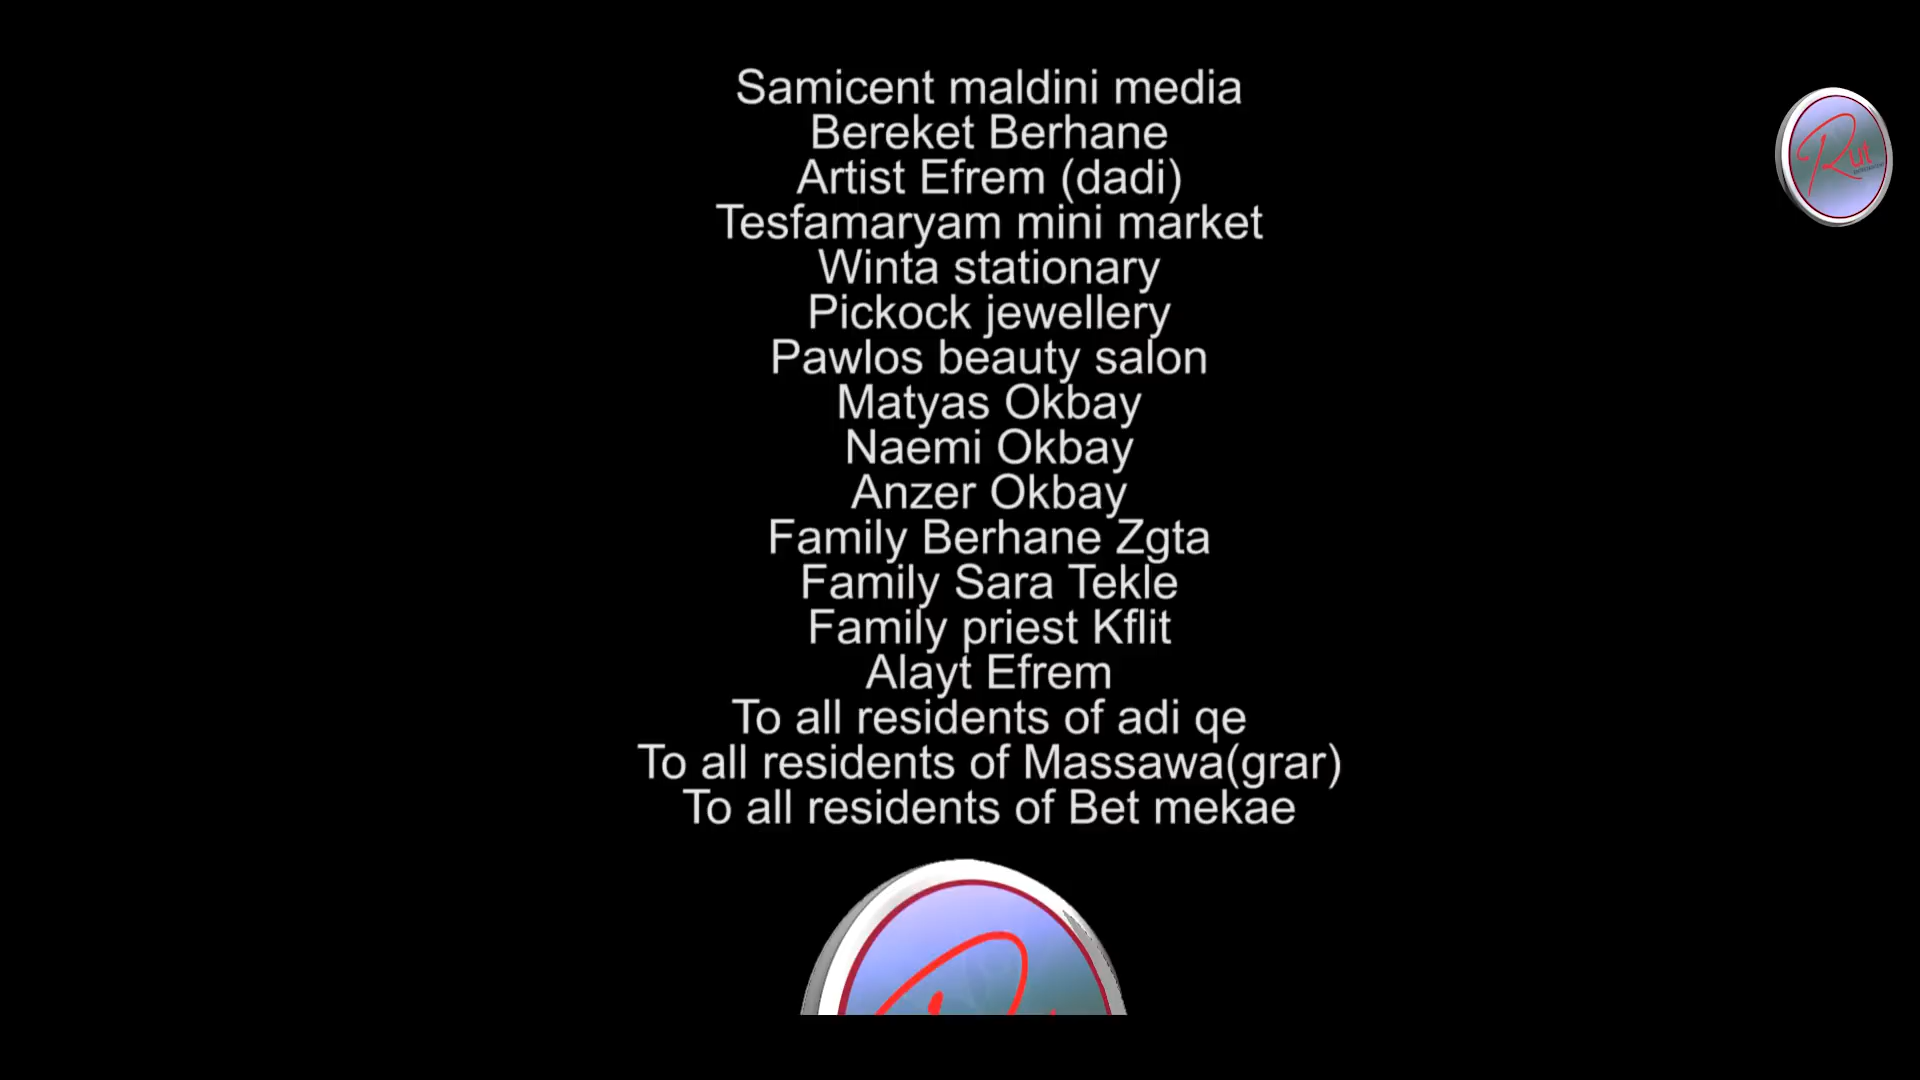 Samicent maldini media
Bereket Berhane
Artist Efrem (dadi)
Tesfamaryam mini market
Winta stationary
Pickock jewellery
Pawlos beauty salon
Matyas Okbay
Naemi Okbay
Anzer Okbay
Family Berhane Zgta
Family Sara Tekle
Family priest Kflit
Alayt Efrem
To all residents of adi qe
To all residents of Massawa(grar)
To all residents of Bet mekae
Rut